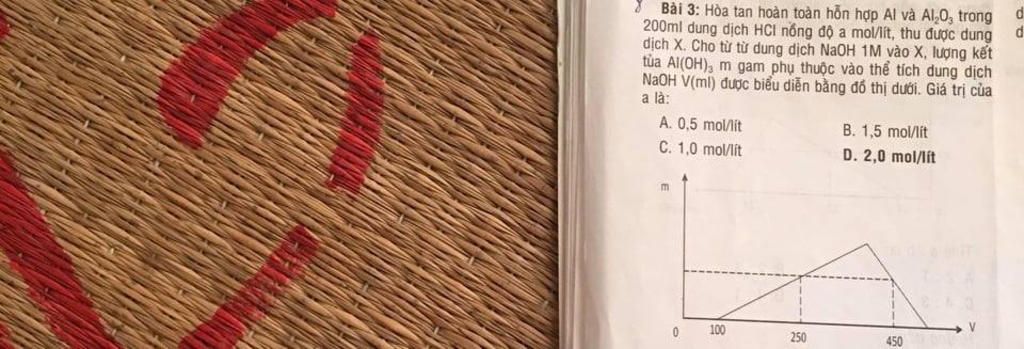 Bài 3: Hòa tan hoàn toàn hỗn hợp Al và Al₂O₃ trong
200ml dung dịch HCl nồng độ a mol/lít, thu được dung
dịch X. Cho từ từ dung dịch NaOH 1M vào X, lượng kết
tủa Al(OH)₃ m gam phụ thuộc vào thể tích dung dịch
NaOH V(ml) được biểu diễn bằng đồ thị dưới. Giá trị của
a là:
A. 0,5 mol/lít B. 1,5 mol/lít
C. 1,0 mol/lít D. 2,0 mol/lít
m
0 100 250 450 V